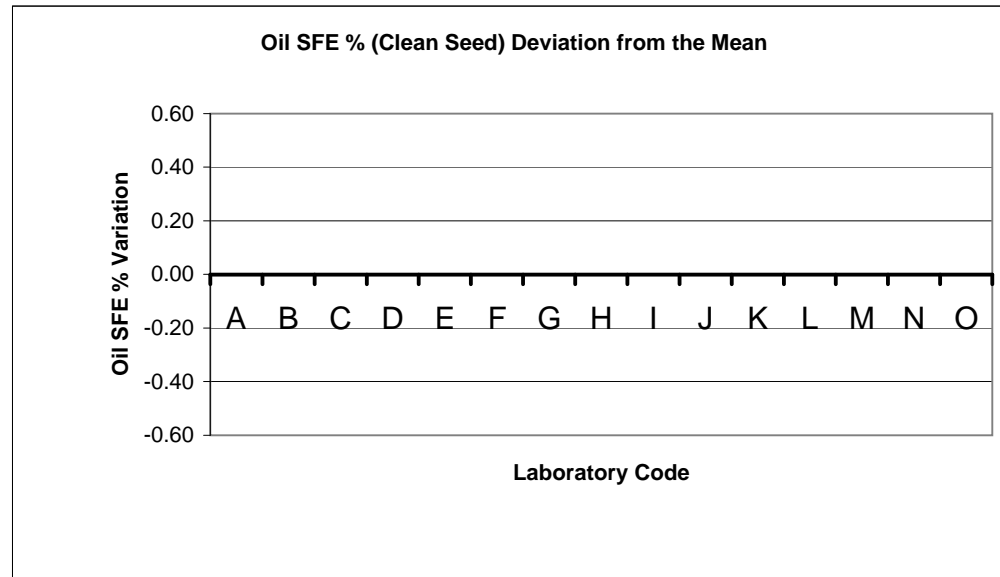 Oil SFE % (Clean Seed) Deviation from the Mean
0.60
0.40
0.20
0.00
-0.20
-0.40
-0.60
Oil SFE % Variation
A B C D E F G H I J K L M N O
Laboratory Code